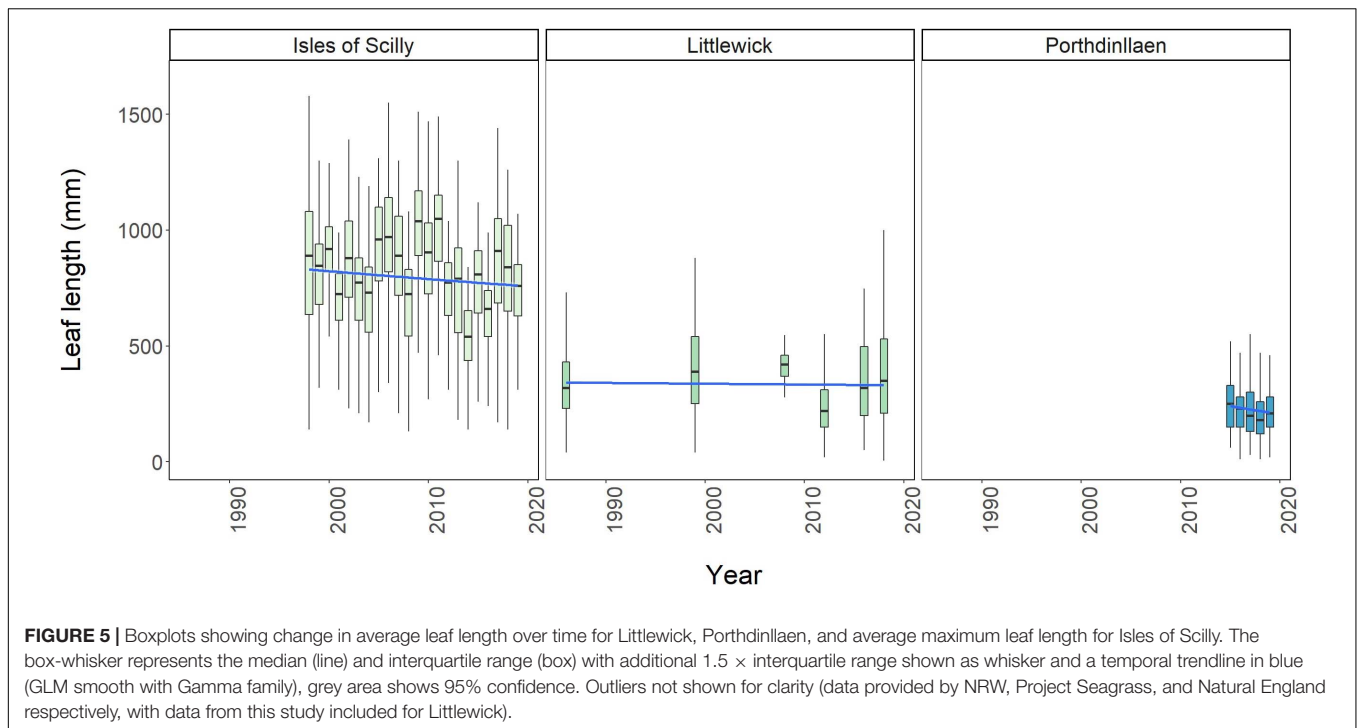 Isles of Scilly
Littlewick
Porthdinllaen
1500
1000
500
0
Leaf length (mm)
1990
2000
2010
2020
1990
2000
2010
2020
1990
2000
2010
2020
Year
FIGURE 5 | Boxplots showing change in average leaf length over time for Littlewick, Porthdinllaen, and average maximum leaf length for Isles of Scilly. The
box-whisker represents the median (line) and interquartile range (box) with additional 1.5 × interquartile range shown as whisker and a temporal trendline in blue
(GLM smooth with Gamma family), grey area shows 95% confidence. Outliers not shown for clarity (data provided by NRW, Project Seagrass, and Natural England
respectively, with data from this study included for Littlewick).